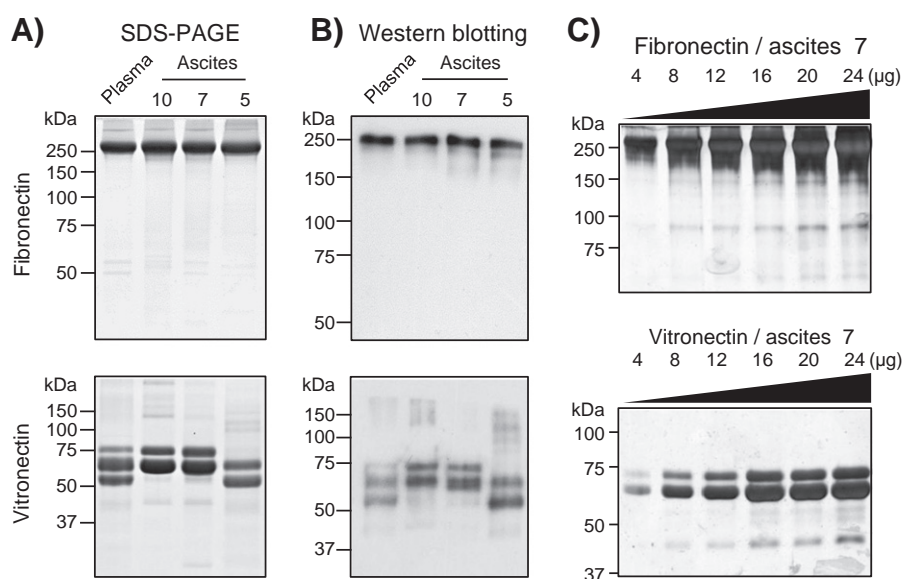 A)
SDS-PAGE
Plasma
Ascites
10 7 5
kDa
250
150
100
75
50
Fibronectin
kDa
150
100
75
50
37
Vitronectin
B)
Western blotting
Plasma
Ascites
10 7 5
kDa
250
150
100
75
50
kDa
150
100
75
50
37
C)
Fibronectin / ascites 7
4 8 12 16 20 24 (µg)
kDa
250
150
100
75
Vitronectin / ascites 7
4 8 12 16 20 24 (µg)
kDa
100
75
50
37